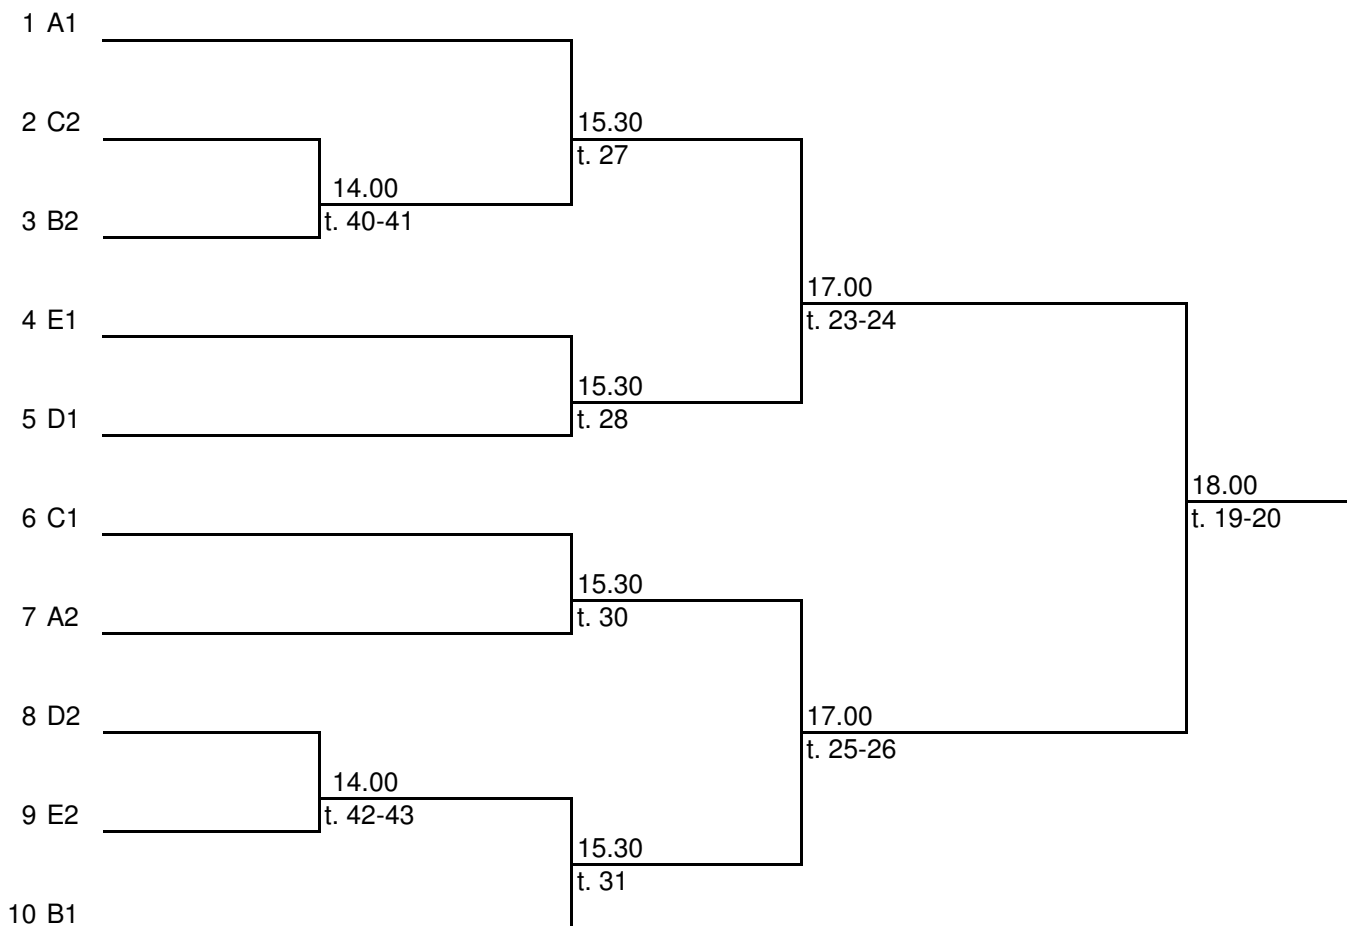 1 A1
2 C2
15.30
t. 27
14.00
3 B2
t. 40-41
17.00
4 E1
t. 23-24
15.30
5 D1
t. 28
18.00
6 C1
t. 19-20
15.30
7 A2
t. 30
8 D2
17.00
t. 25-26
14.00
9 E2
t. 42-43
15.30
t. 31
10 B1